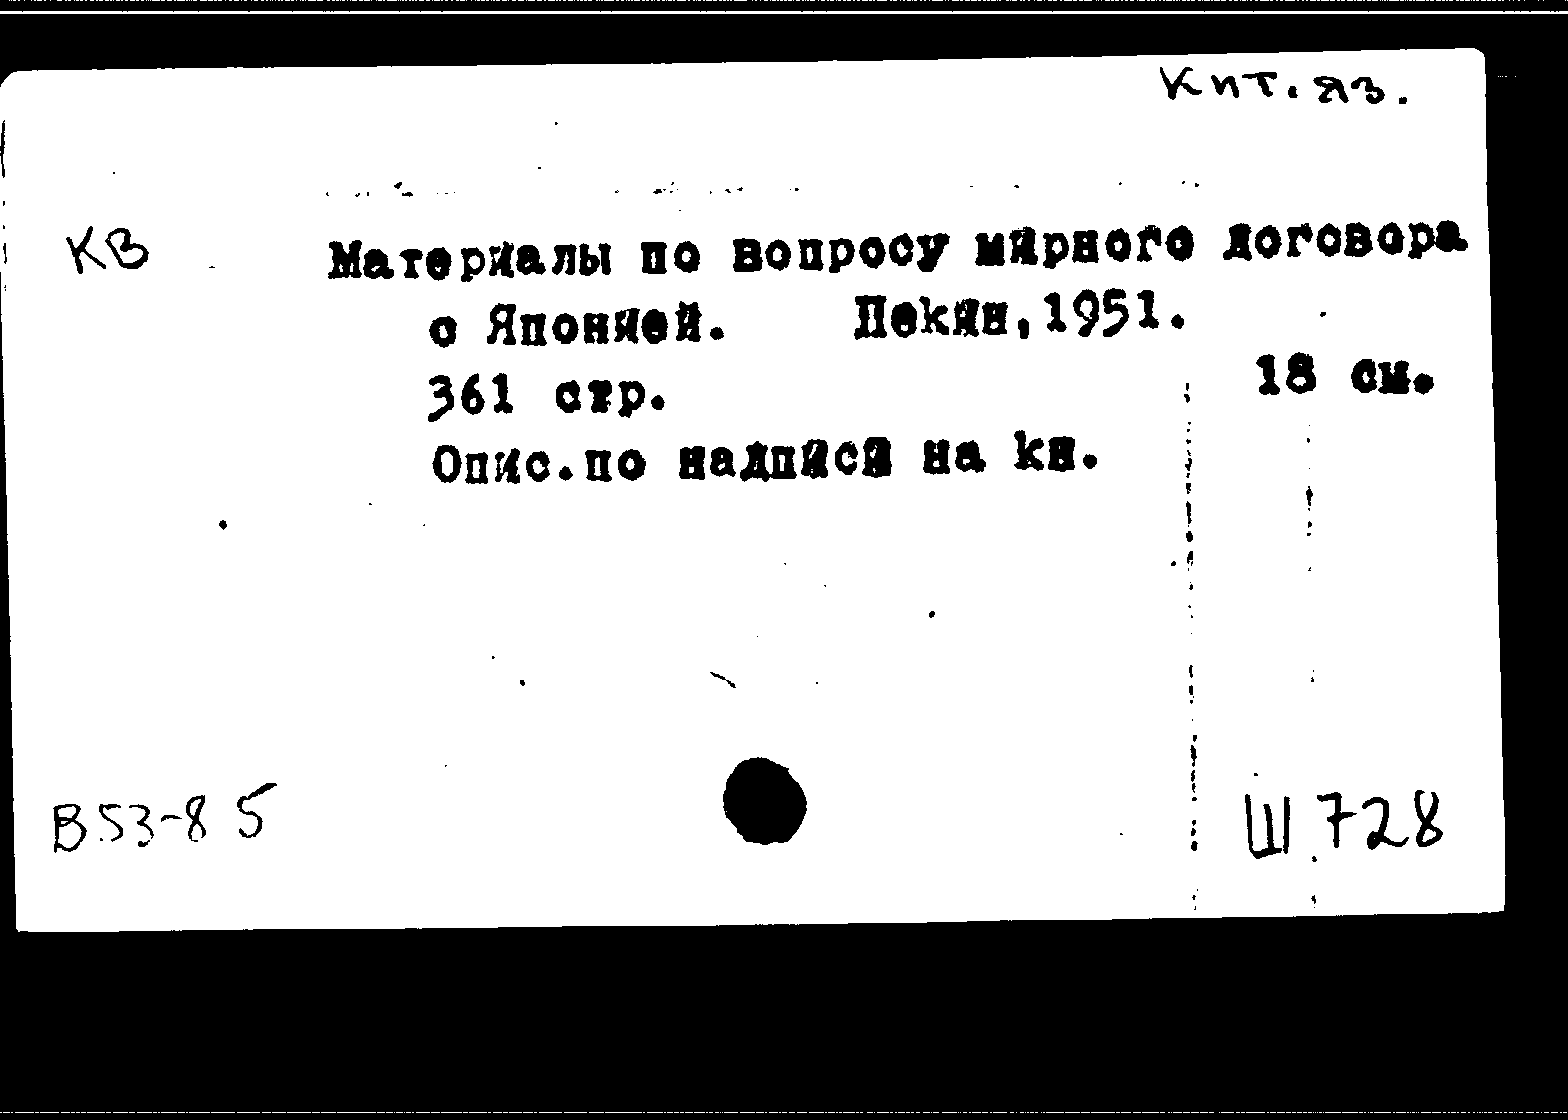 Кит. яз.
КВ
Материалы по вопросу мирного договора
с Японией. Пекин, 1951.
361 стр. 18 см.
Опис. по надписи на кн.
В 53-85 Ш 728